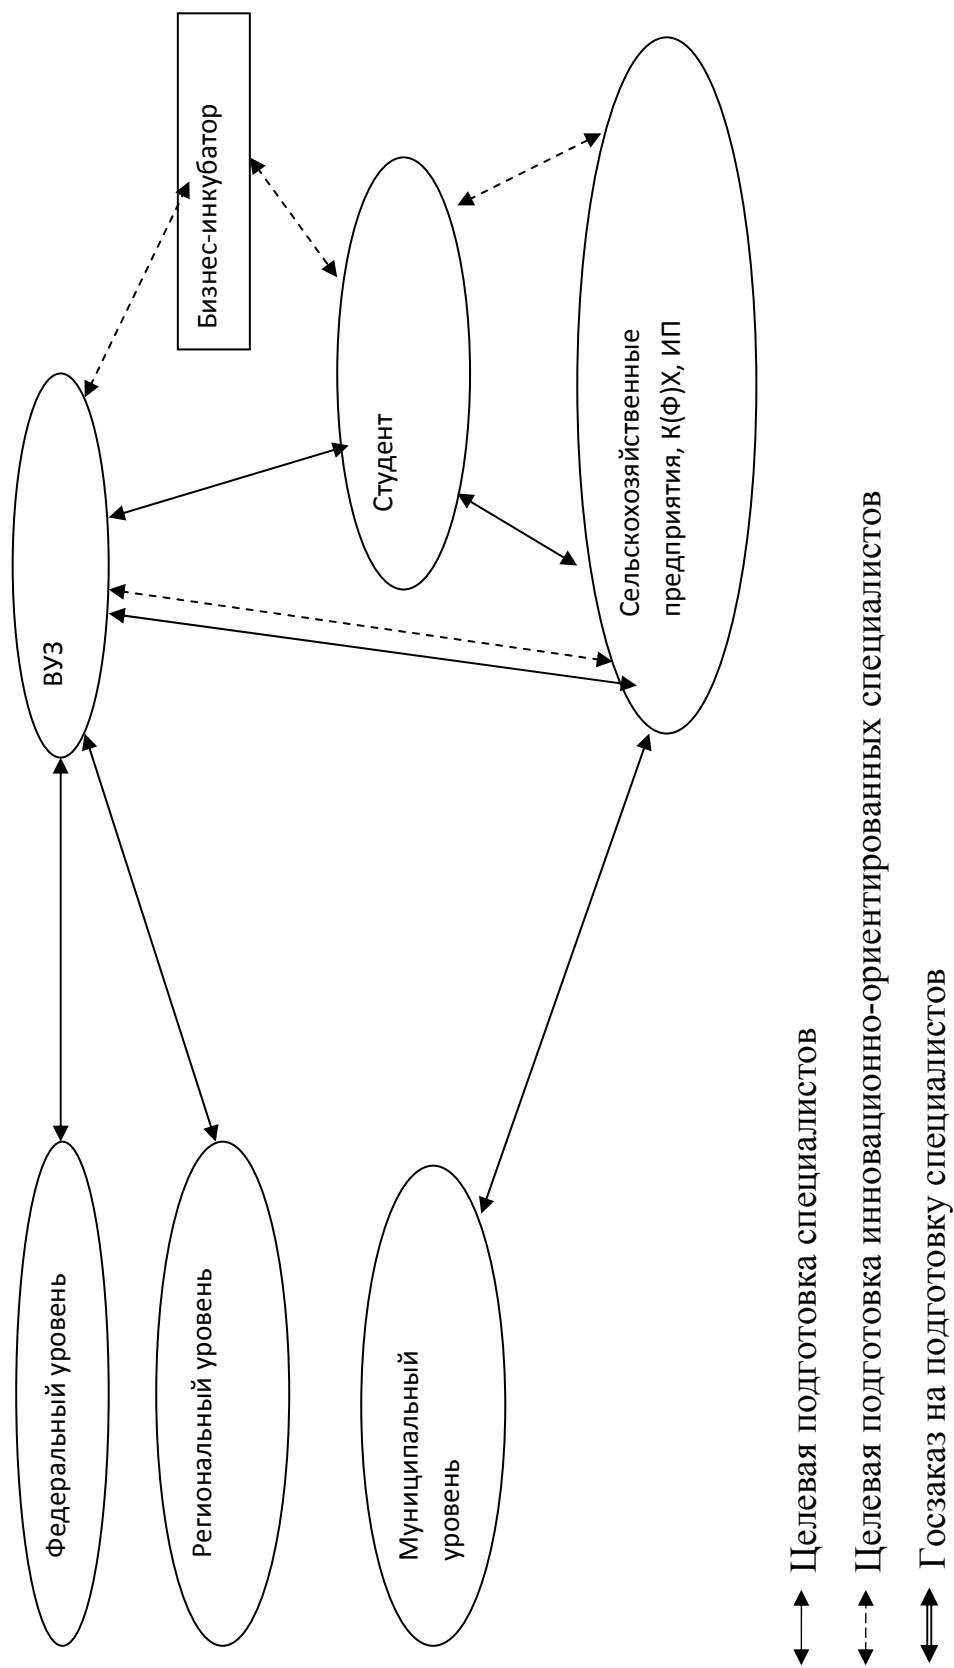 Федеральный уровень
ВУЗ
Бизнес-инкубатор
Региональный уровень
Студент
Муниципальный
уровень
Сельскохозяйственные
предприятия, К(Ф)Х, ИП
Целевая подготовка специалистов
Целевая подготовка инновационно-ориентированных специалистов
Госзаказ на подготовку специалистов